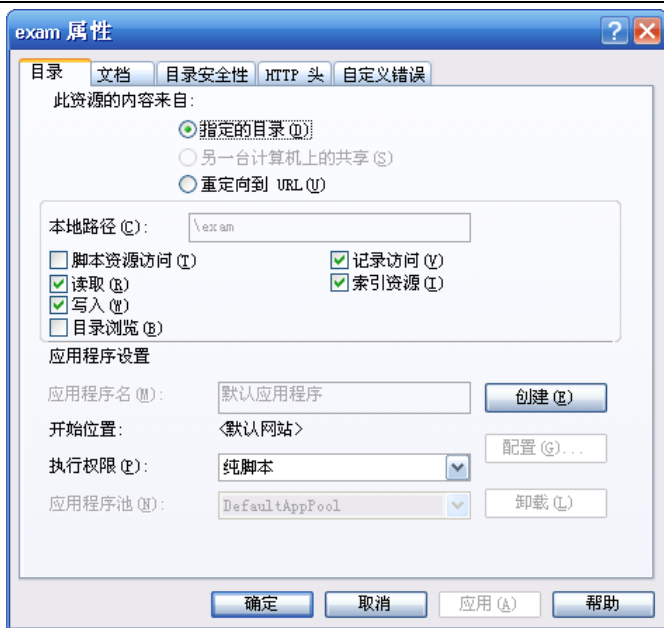 exam 属性
目录 文档 目录安全性 HTTP 头 自定义错误
此资源的内容来自:
指定的目录(D)
另一台计算机上的共享(S)
重定向到 URL(U)
本地路径(C): \exam
脚本资源访问(T) 记录访问(V)
读取(R) 索引资源(I)
写入(W)
目录浏览(B)
应用程序设置
应用程序名(M): 默认应用程序 创建(E)
开始位置: <默认网站>
配置(G)...
执行权限(P): 纯脚本
应用程序池(N): DefaultAppPool 卸载(L)
确定 取消 应用(A) 帮助